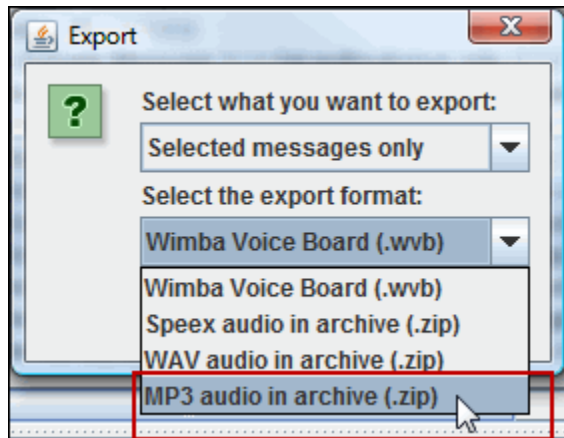 Export
Select what you want to export:
Selected messages only
Select the export format:
Wimba Voice Board (.wvb)
Wimba Voice Board (.wvb)
Speex audio in archive (.zip)
WAV audio in archive (.zip)
MP3 audio in archive (.zip)